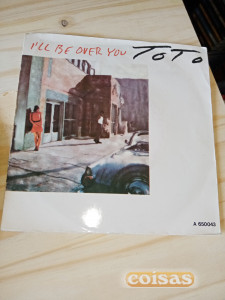 I'LL BE OVER YOU TOTO
A 650043
coisas